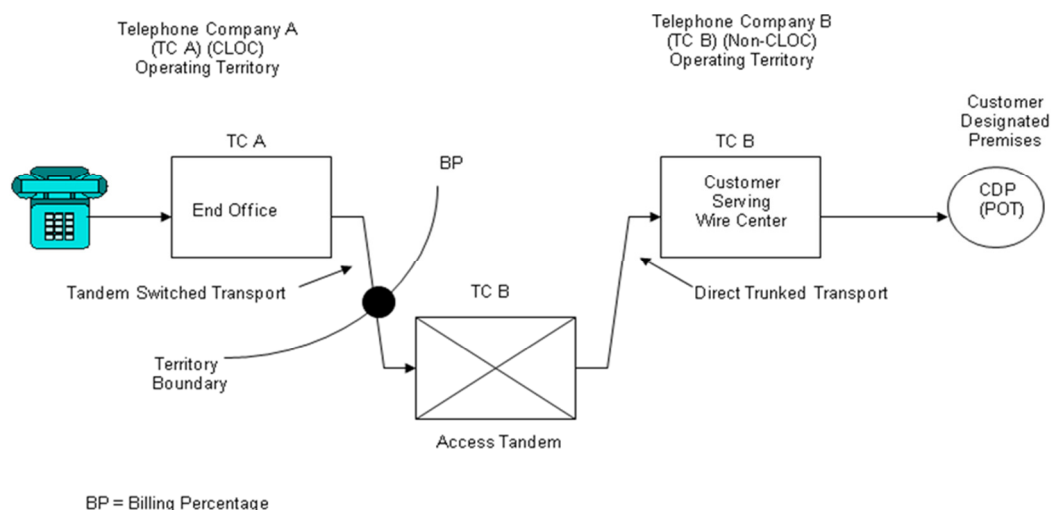 Telephone Company A
(TC A) (CLOC)
Operating Territory
Telephone Company B
(TC B) (Non-CLOC)
Operating Territory
Customer
Designated
Premises
TC A
BP
TC B
End Office
Customer
Serving
Wire Center
CDP
(POT)
Tandem Switched Transport
TC B
Direct Trunked Transport
Territory
Boundary
Access Tandem
BP = Billing Percentage